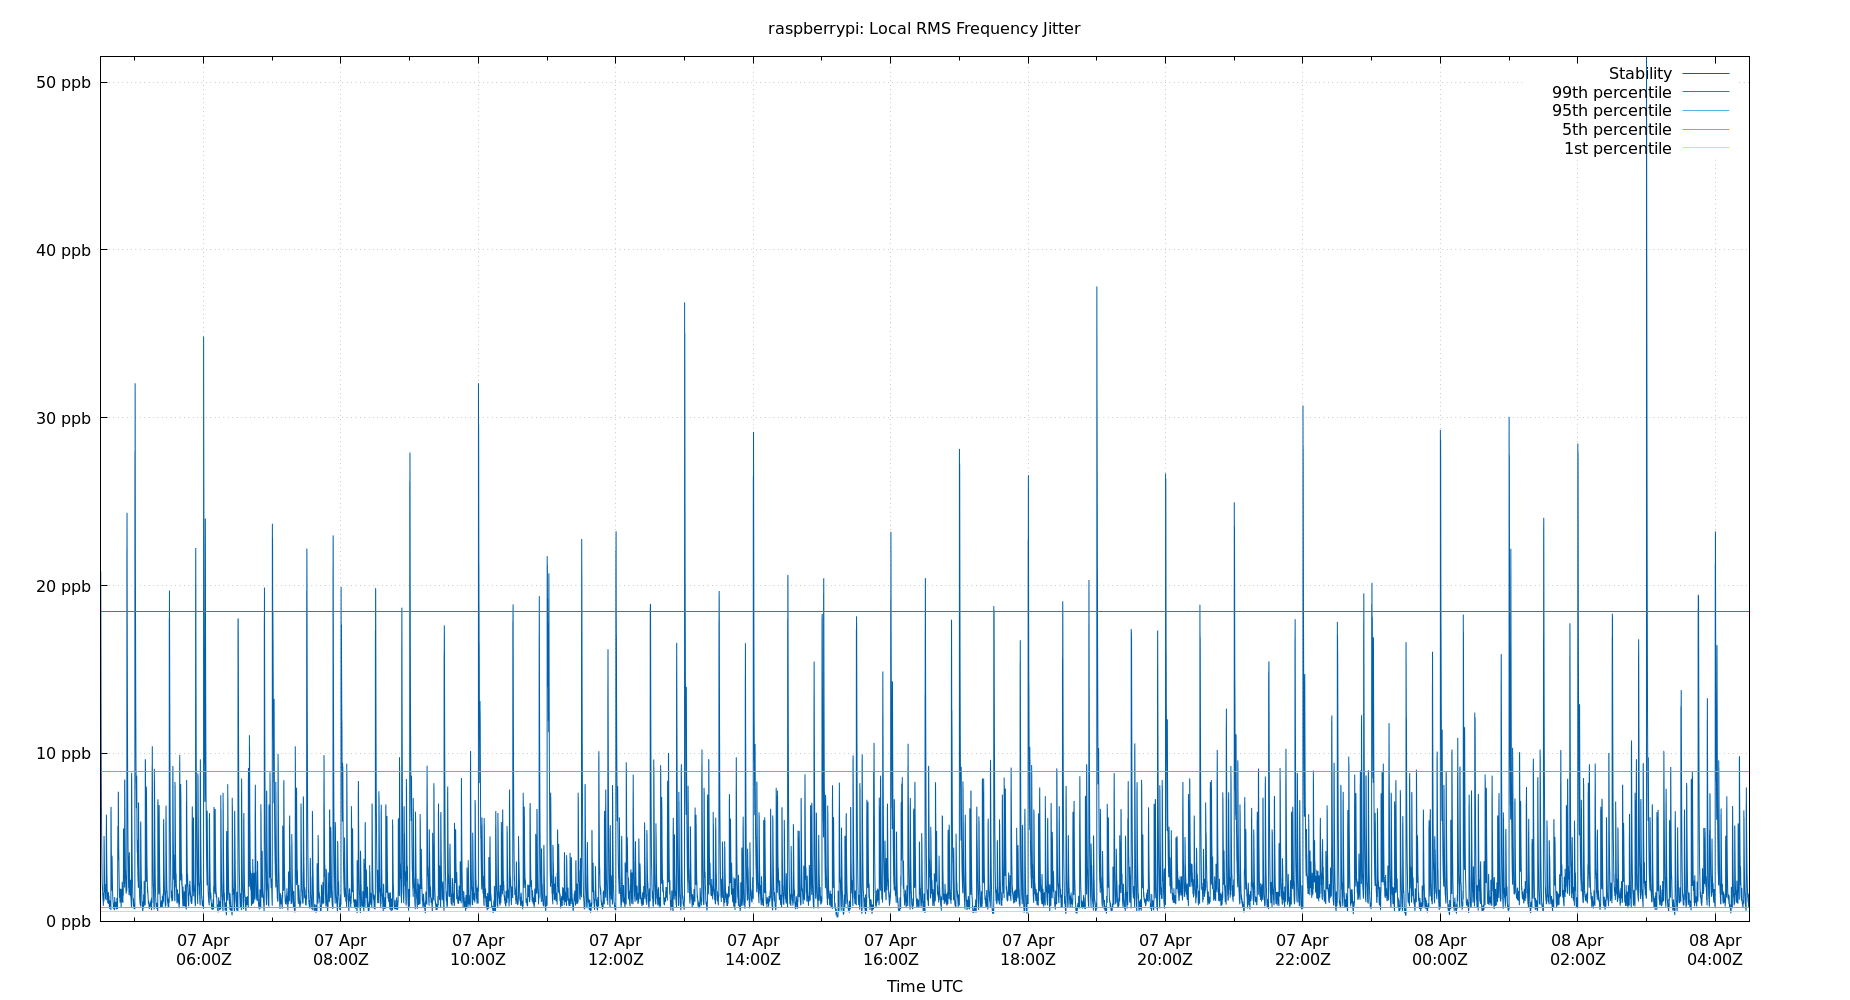 raspberrypi: Local RMS Frequency Jitter
50 ppb
40 ppb
30 ppb
20 ppb
10 ppb
0 ppb
Stability
99th percentile
95th percentile
5th percentile
1st percentile
07 Apr 07 Apr 07 Apr 07 Apr 07 Apr 07 Apr 07 Apr 07 Apr 07 Apr 08 Apr 08 Apr 08 Apr
06:00Z 08:00Z 10:00Z 12:00Z 14:00Z 16:00Z 18:00Z 20:00Z 22:00Z 00:00Z 02:00Z 04:00Z
Time UTC